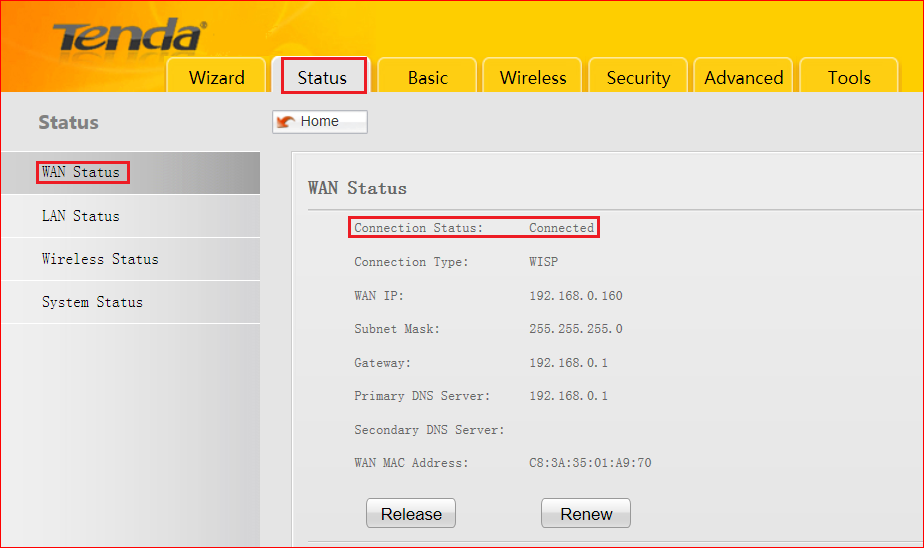 Tenda®
Wizard Status Basic Wireless Security Advanced Tools
Status
Home
WAN Status
LAN Status
Wireless Status
System Status
WAN Status
Connection Status: Connected
Connection Type: WISP
WAN IP: 192.168.0.160
Subnet Mask: 255.255.255.0
Gateway: 192.168.0.1
Primary DNS Server: 192.168.0.1
Secondary DNS Server:
WAN MAC Address: C8:3A:35:01:A9:70
Release Renew